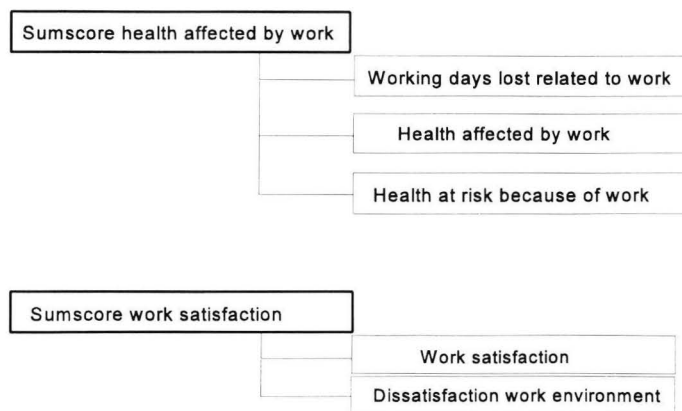 Sumscore health affected by work
Working days lost related to work
Health affected by work
Health at risk because of work
Sumscore work satisfaction
Work satisfaction
Dissatisfaction work environment